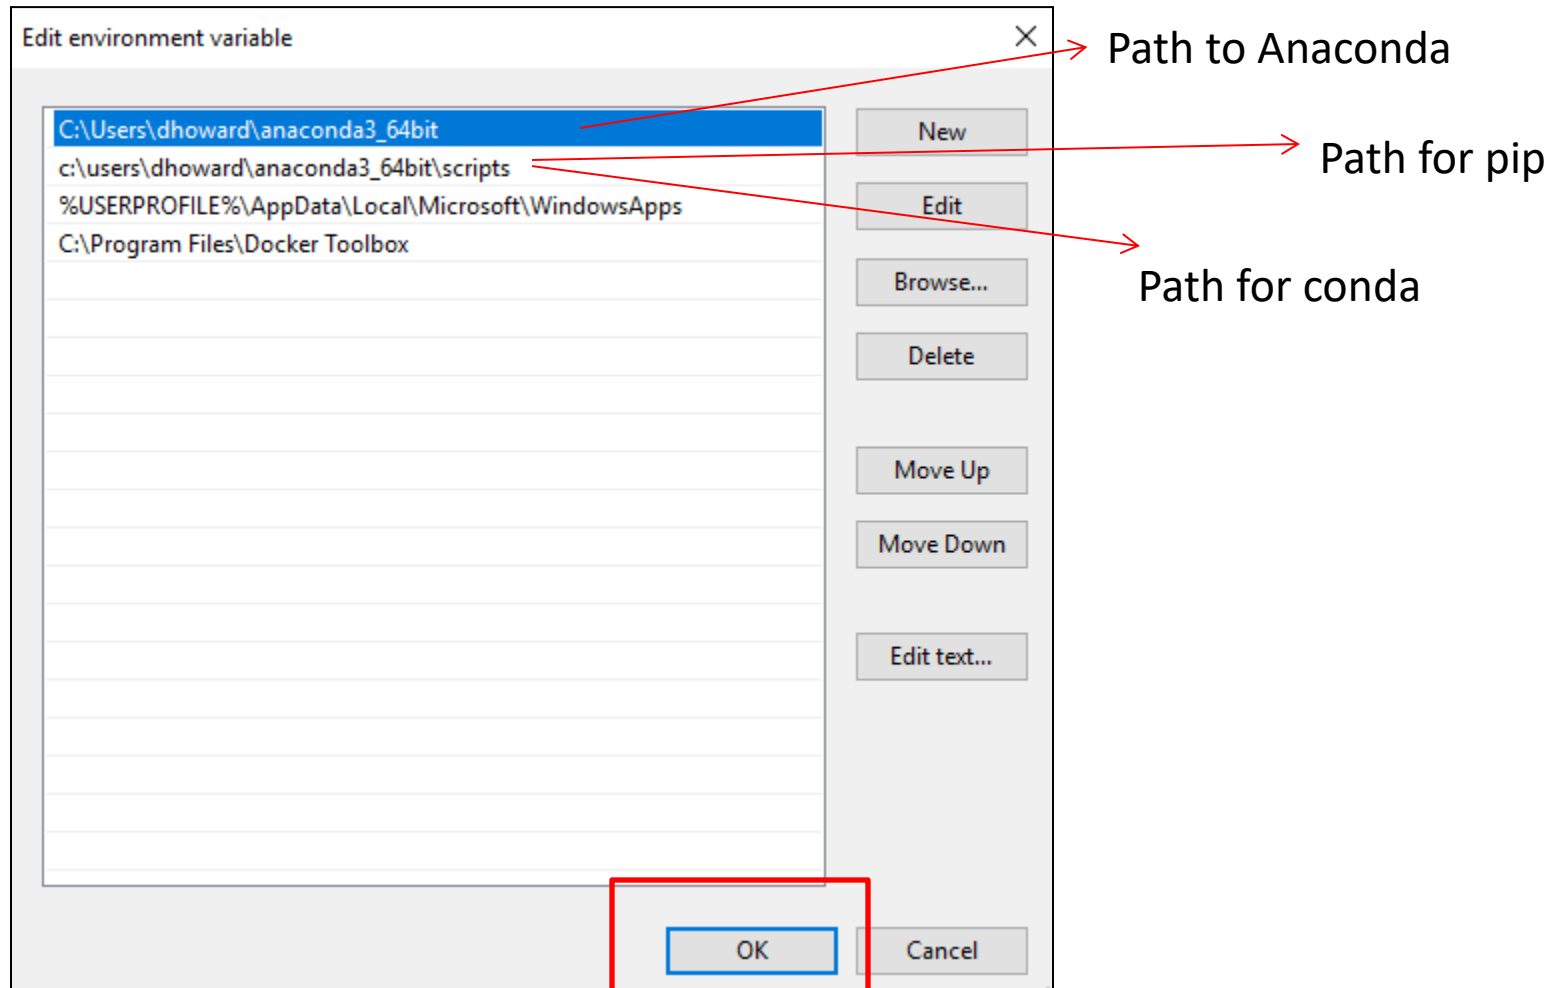 Edit environment variable
Path to Anaconda
C:\Users\dhoward\anaconda3_64bit
New
c:\users\dhoward\anaconda3_64bit\scripts
Path for pip
%USERPROFILE%\AppData\Local\Microsoft\WindowsApps
Edit
C:\Program Files\Docker Toolbox
Browse...
Path for conda
Delete
Move Up
Move Down
Edit text...
OK
Cancel